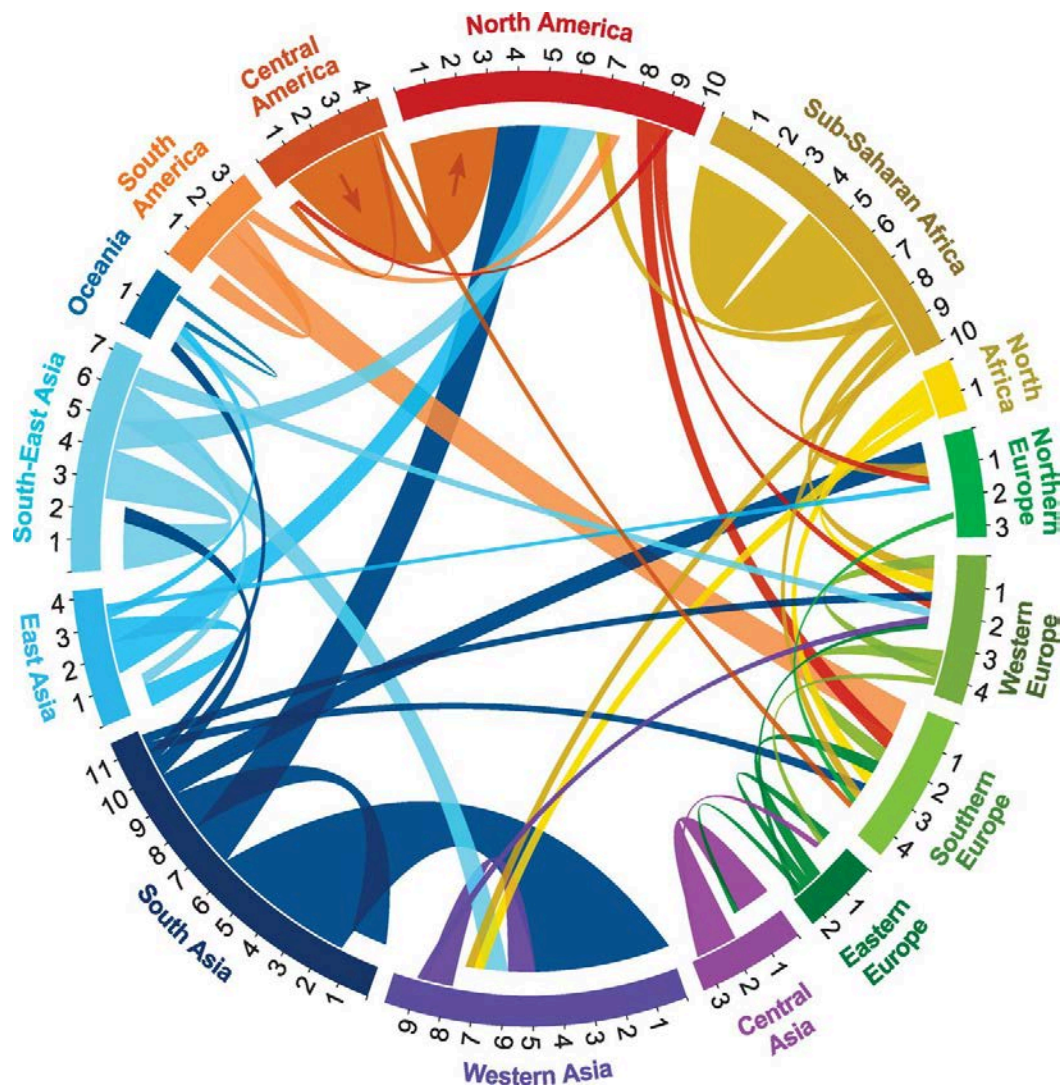 North America
1 2 3 4 5 6 7 8 9 10
Sub-Saharan Africa
1 2 3 4 5 6 7 8 9 10
North
Africa
1
Northern
Europe
1 2 3
Western
Europe
1 2 3 4
Southern
Europe
1 2 3 4
Eastern
Europe
1 2
Central
Asia
1 2 3
Western Asia
1 2 3 4 5 6 7 8 9
South Asia
1 2 3 4 5 6 7 8 9 10 11
East Asia
1 2 3 4
South-East Asia
1 2 3 4 5 6 7
Oceania
1
South
America
1 2 3
Central
America
1 2 3 4